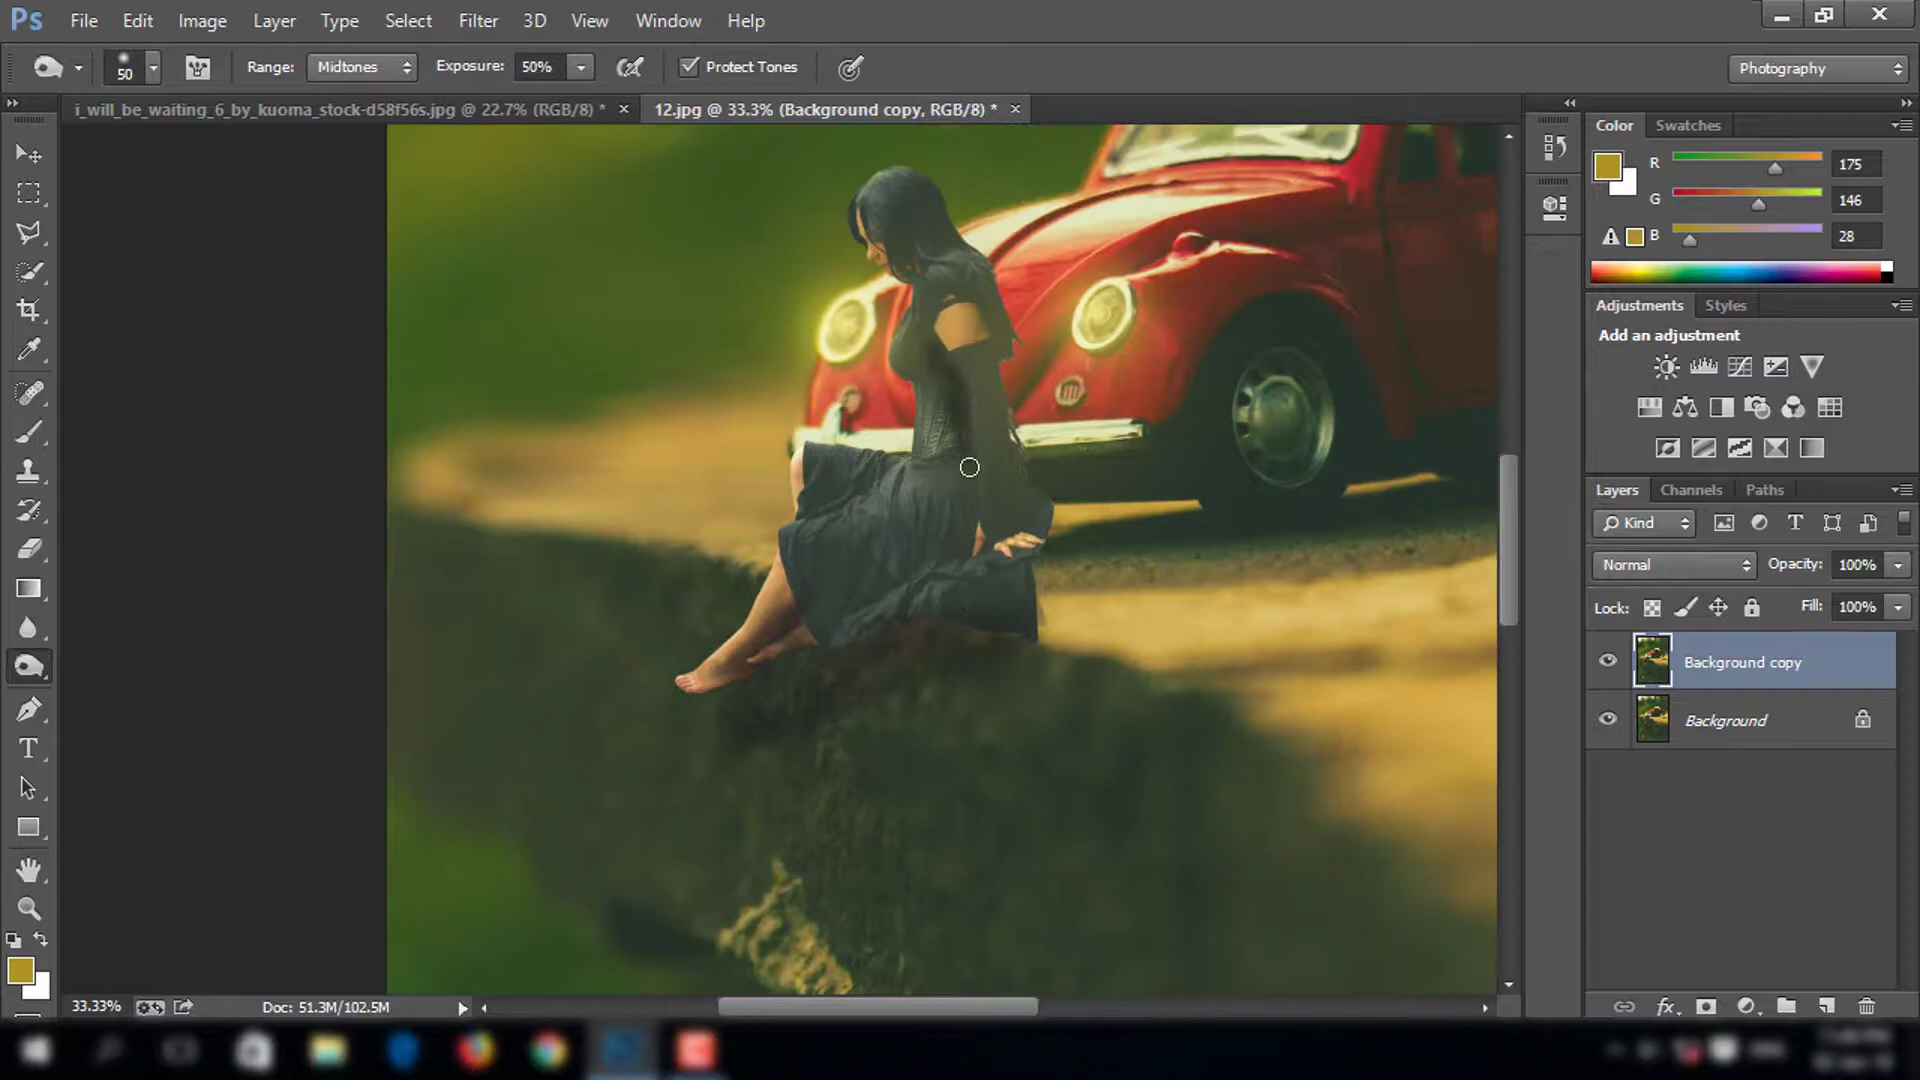 Ps File Edit Image Layer Type Select Filter 3D View Window Help
50 Range: Midtones Exposure: 50% Protect Tones Photography
i_will_be_waiting_6_by_kuoma_stock-d58f56s.jpg @ 22.7% (RGB/8) * 12.jpg @ 33.3% (Background copy, RGB/8) *
Color Swatches
R 175
G 146
B 28
Adjustments Styles
Add an adjustment
Layers Channels Paths
Kind
Normal Opacity: 100%
Lock: Fill: 100%
Background copy
Background
33.33% Doc: 51.3M/102.5M